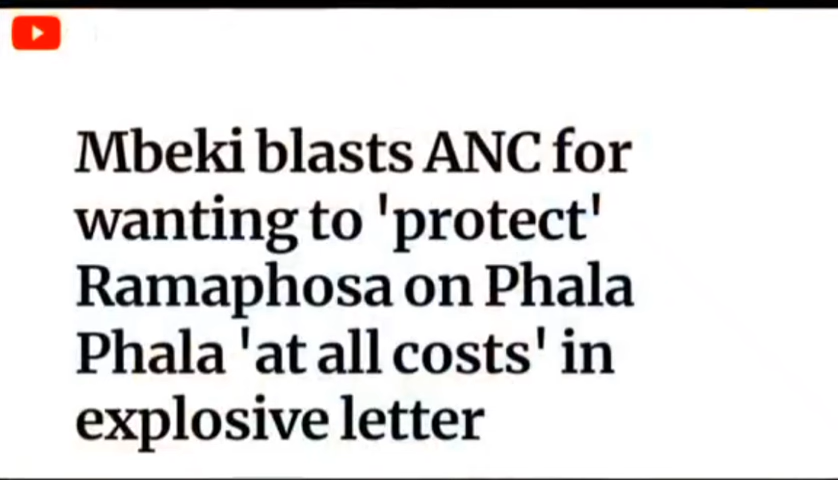 Mbeki blasts ANC for
wanting to 'protect'
Ramaphosa on Phala
Phala 'at all costs' in
explosive letter